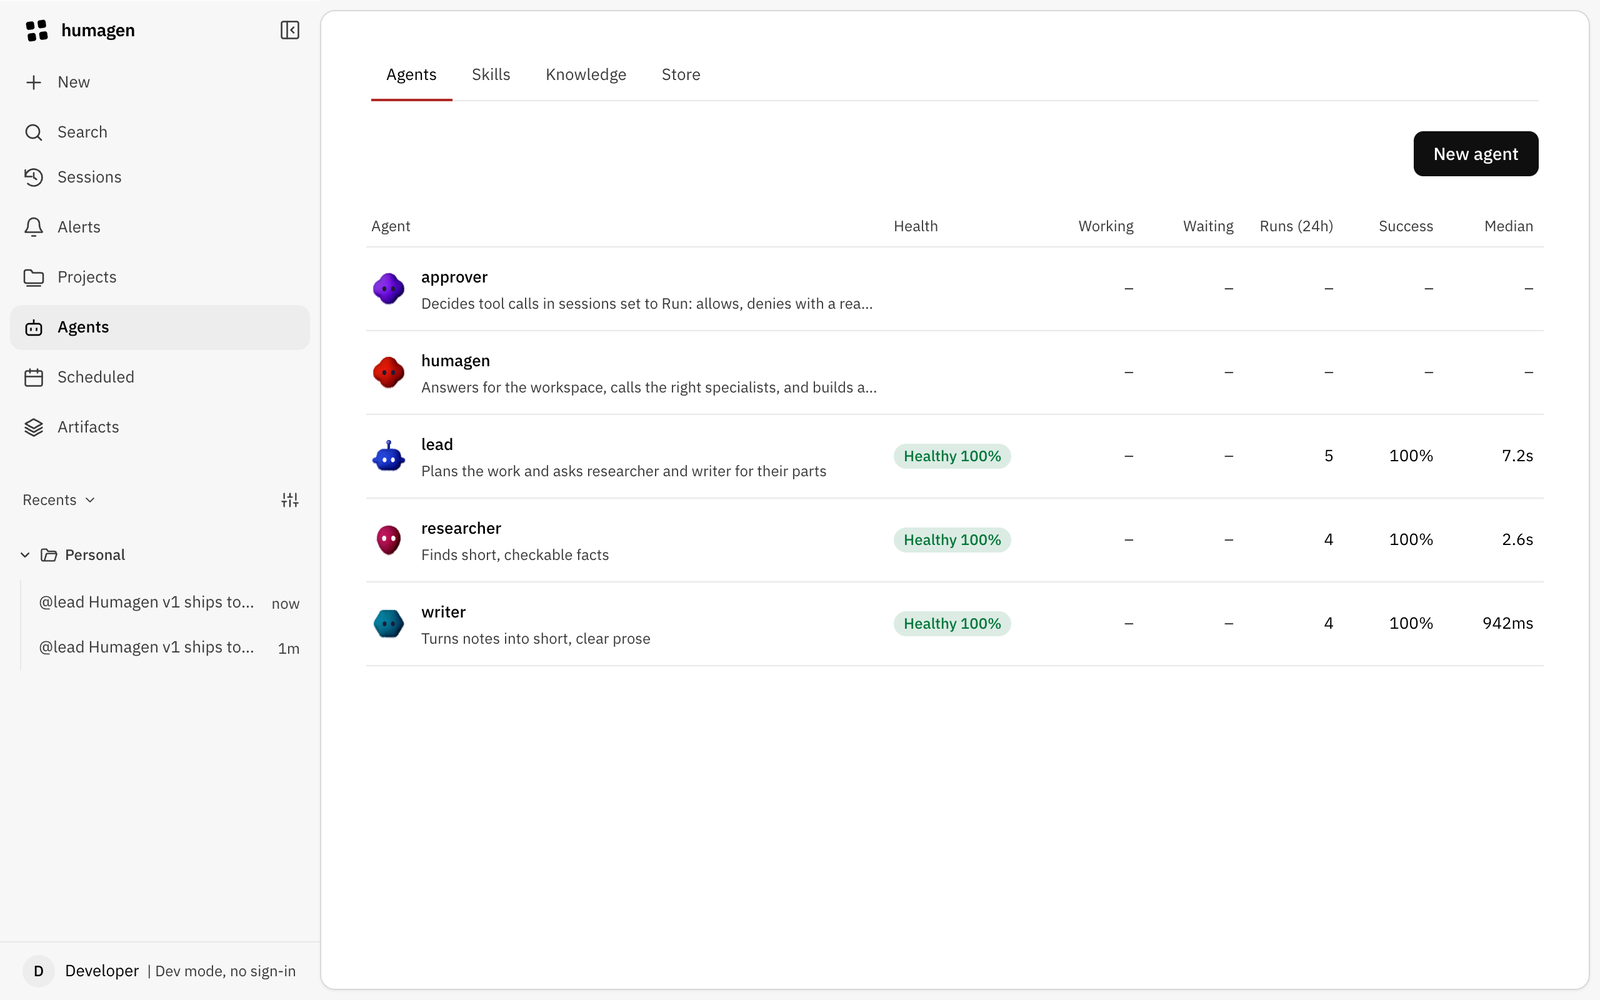 humagen
New
Search
Sessions
Alerts
Projects
Agents
Scheduled
Artifacts
Recents
Personal
@lead Humagen v1 ships to... now
@lead Humagen v1 ships to... 1m
D Developer | Dev mode, no sign-in
Agents Skills Knowledge Store
New agent
Agent Health Working Waiting Runs (24h) Success Median
approver
Decides tool calls in sessions set to Run: allows, denies with a rea...
– – – – –
humagen
Answers for the workspace, calls the right specialists, and builds a...
– – – – –
lead
Plans the work and asks researcher and writer for their parts
Healthy 100% – – 5 100% 7.2s
researcher
Finds short, checkable facts
Healthy 100% – – 4 100% 2.6s
writer
Turns notes into short, clear prose
Healthy 100% – – 4 100% 942ms